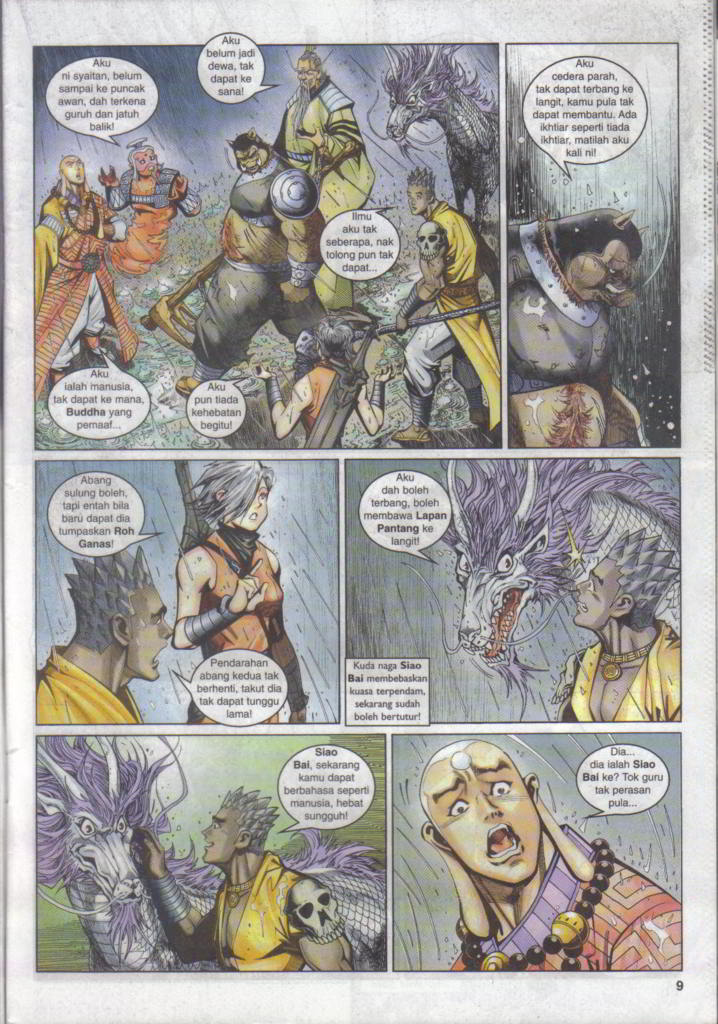 Aku
ni syaitan, belum
sampai ke puncak
awan, dah terkena
guruh dan jatuh
balik!
Aku
belum jadi
dewa, tak
dapat ke
sana!
Ilmu
aku tak
seberapa, nak
tolong pun tak
dapat...
Aku
ialah manusia,
tak dapat ke mana,
Buddha yang
pemaaf...
Aku
pun tiada
kehebatan
begitu!
Aku
cedera parah,
tak dapat terbang ke
langit, kamu pula tak
dapat membantu. Ada
ikhtiar seperti tiada
ikhtiar, matilah aku
kali ni!
Abang
sulung boleh,
tapi entah bila
baru dapat dia
tumpaskan Roh
Ganas!
Pendarahan
abang kedua tak
berhenti, takut dia
tak dapat tunggu
lama!
Aku
dah boleh
terbang, boleh
membawa Lapan
Pantang ke
langit!
Kuda naga Siao
Bai membebaskan
kuasa terpendam,
sekarang sudah
boleh bertutur!
Siao
Bai, sekarang
kamu dapat
berbahasa seperti
manusia, hebat
sungguh!
Dia...
dia ialah Siao
Bai ke? Tok guru
tak perasan
pula...
9